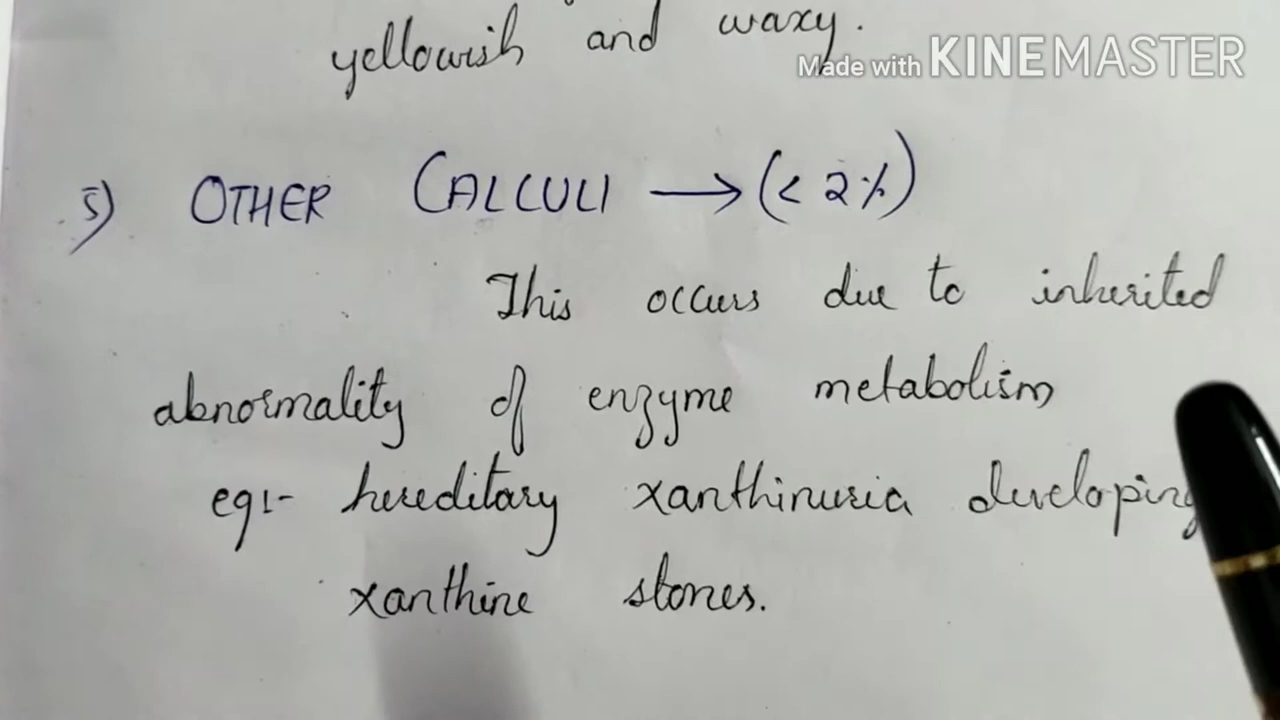 yellowish and waxy.
Made with KINEMASTER
5) OTHER CALCULI → (< 2%)
This occurs due to inherited
abnormality of enzyme metabolism
eg:- hereditary xanthinuria developing
xanthine stones.